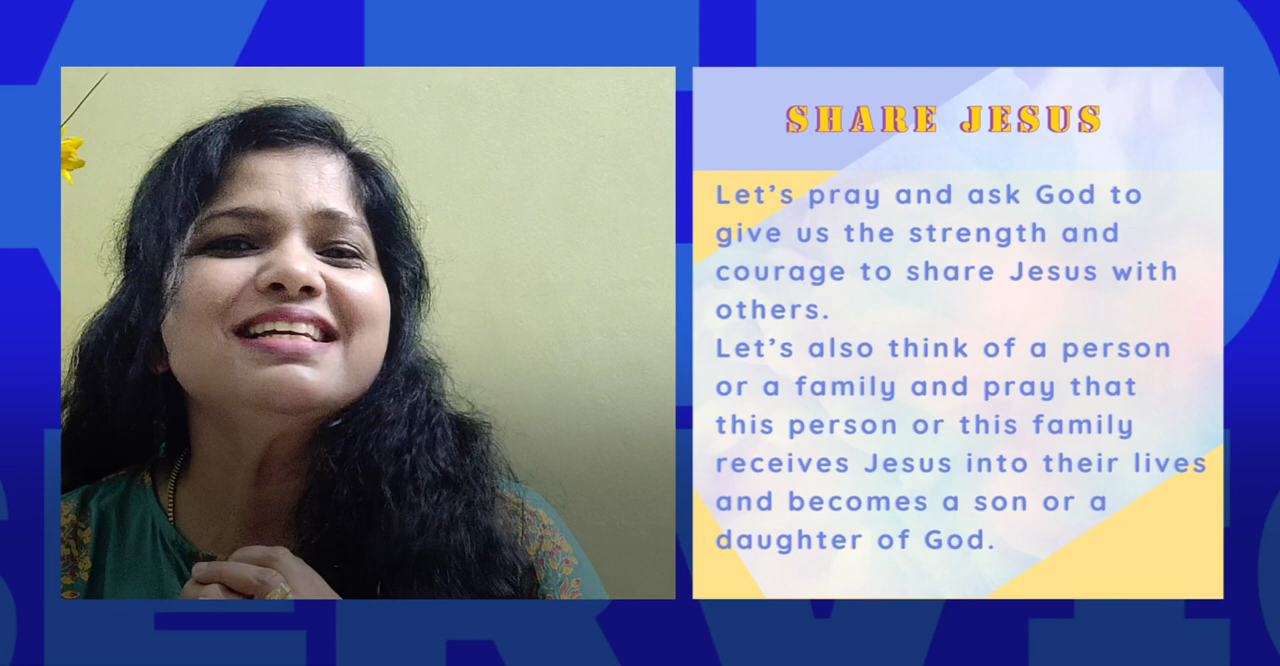 SHARE JESUS
Let's pray and ask God to
give us the strength and
courage to share Jesus with
others.
Let's also think of a person
or a family and pray that
this person or this family
receives Jesus into their lives
and becomes a son or a
daughter of God.